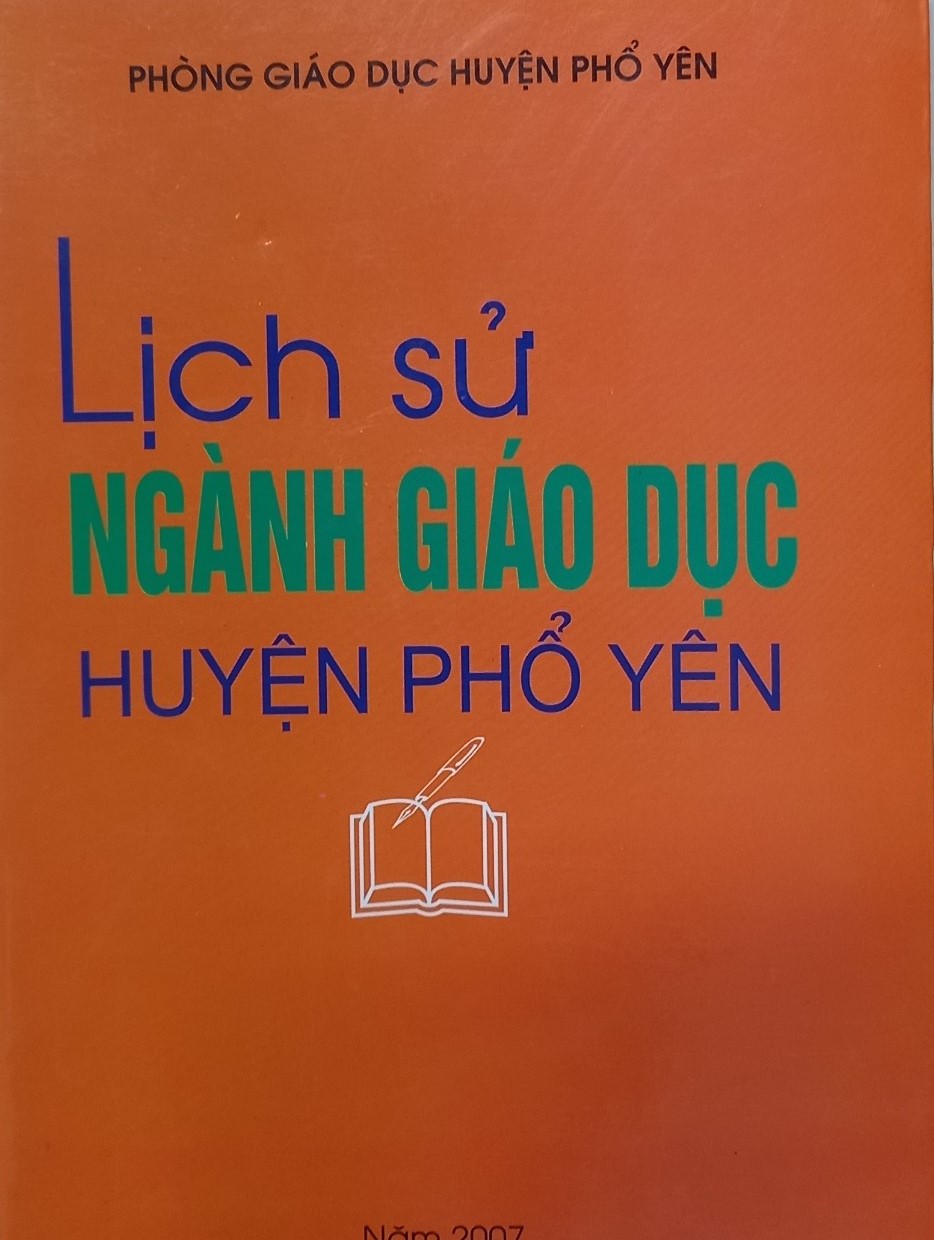 PHÒNG GIÁO DỤC HUYỆN PHỔ YÊN
Lịch sử
NGÀNH GIÁO DỤC
HUYỆN PHỔ YÊN
Năm 2007